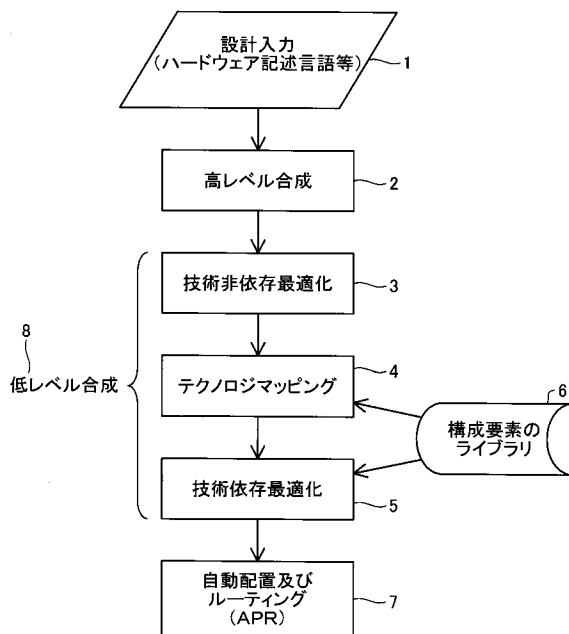 設計入力
(ハードウェア記述言語等)
1
高レベル合成
2
技術非依存最適化
3
8
低レベル合成
テクノロジマッピング
4
6
構成要素の
ライブラリ
技術依存最適化
5
自動配置及び
ルーティング
(APR)
7